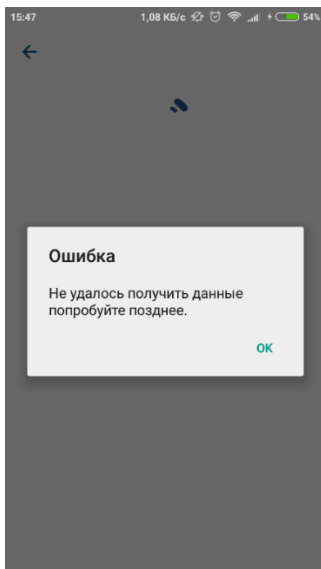 15:47 1,08 КБ/с 54%
Ошибка
Не удалось получить данные
попробуйте позднее.
ОК